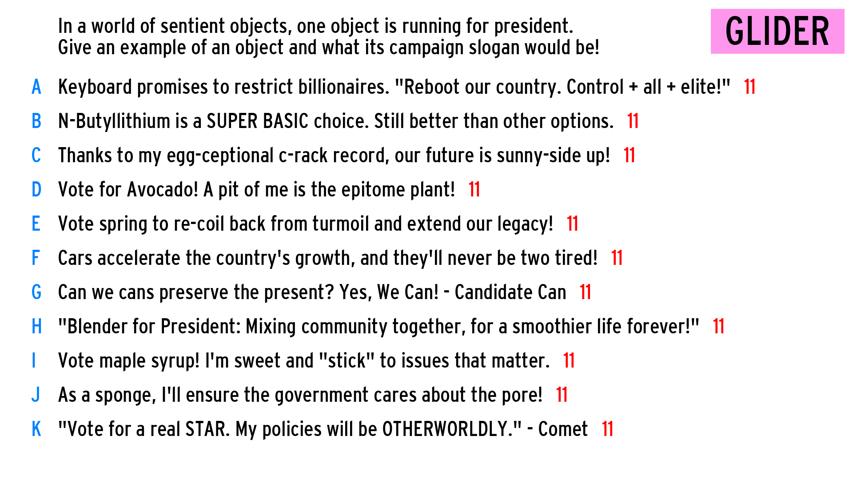 In a world of sentient objects, one object is running for president.
Give an example of an object and what its campaign slogan would be!
GLIDER
A Keyboard promises to restrict billionaires. "Reboot our country. Control + all + elite!" 11
B N-Butyllithium is a SUPER BASIC choice. Still better than other options. 11
C Thanks to my egg-ceptional c-rack record, our future is sunny-side up! 11
D Vote for Avocado! A pit of me is the epitome plant! 11
E Vote spring to re-coil back from turmoil and extend our legacy! 11
F Cars accelerate the country's growth, and they'll never be two tired! 11
G Can we cans preserve the present? Yes, We Can! - Candidate Can 11
H "Blender for President: Mixing community together, for a smoothier life forever!" 11
I Vote maple syrup! I'm sweet and "stick" to issues that matter. 11
J As a sponge, I'll ensure the government cares about the pore! 11
K "Vote for a real STAR. My policies will be OTHERWORLDLY." - Comet 11